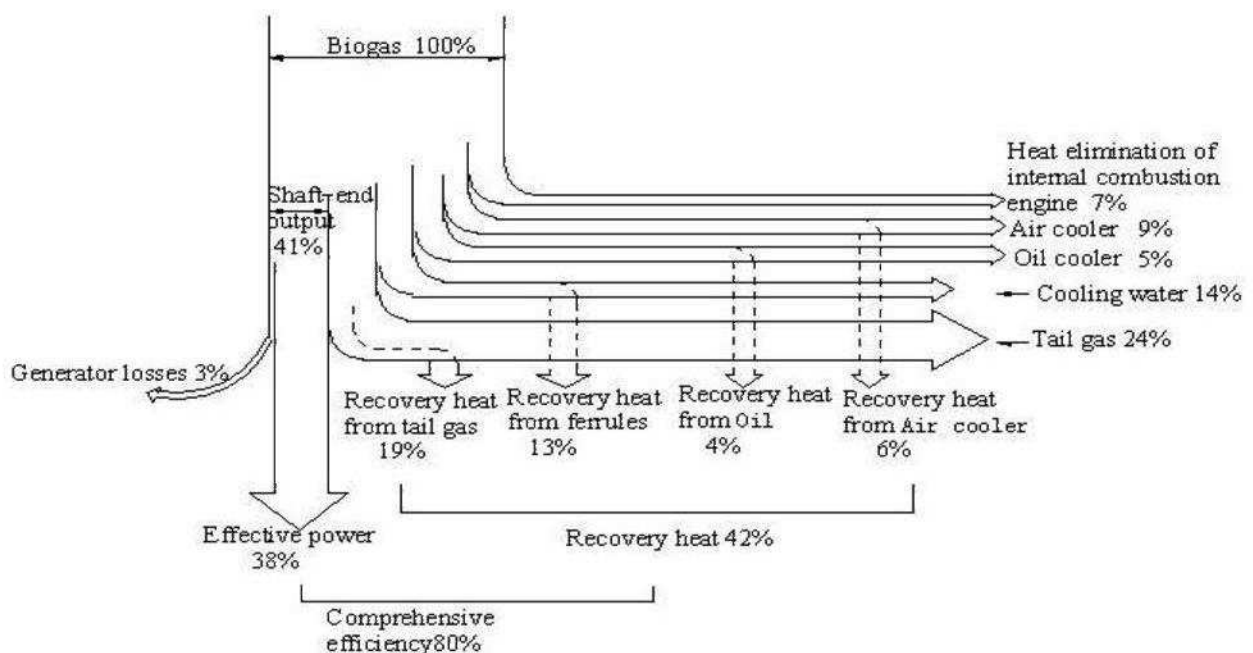 Biogas 100%
Heat elimination of
internal combustion
engine 7%
Shaft-end
output
41%
Air cooler 9%
Oil cooler 5%
Cooling water 14%
Tail gas 24%
Generator losses 3%
Recovery heat
from tail gas
19%
Recovery heat
from ferrules
13%
Recovery heat
from Oil
4%
Recovery heat
from Air cooler
6%
Effective power
38%
Recovery heat 42%
Comprehensive
efficiency80%